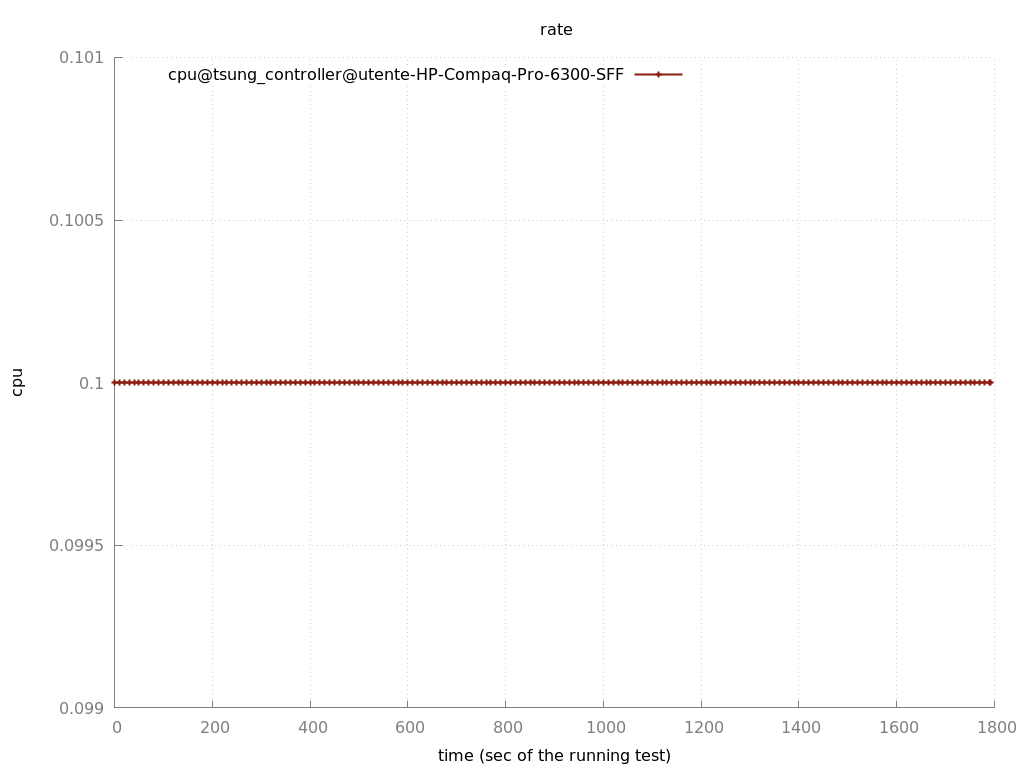 rate
0.101
cpu@tsung_controller@utente-HP-Compaq-Pro-6300-SFF
0.1005
0.1
cpu
0.0995
0.099
0 200 400 600 800 1000 1200 1400 1600 1800
time (sec of the running test)